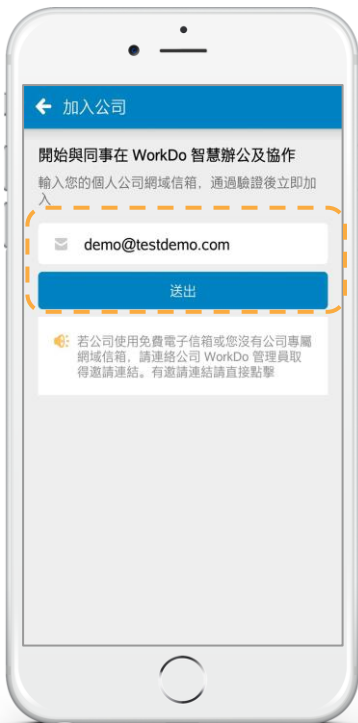 加入公司
開始與同事在 WorkDo 智慧辦公及協作
輸入您的個人公司網域信箱，通過驗證後立即加
入
demo@testdemo.com
送出
若公司使用免費電子信箱或您沒有公司專屬
網域信箱，請連絡公司 WorkDo 管理員取
得邀請連結。有邀請連結請直接點擊